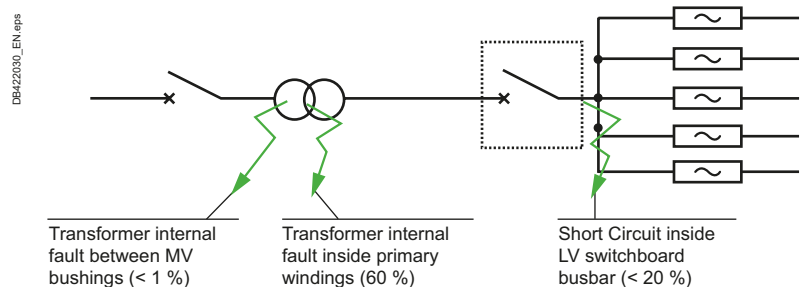 DB422030_EN.eps
Transformer internal
fault between MV
bushings (< 1 %)
Transformer internal
fault inside primary
windings (60 %)
Short Circuit inside
LV switchboard
busbar (< 20 %)